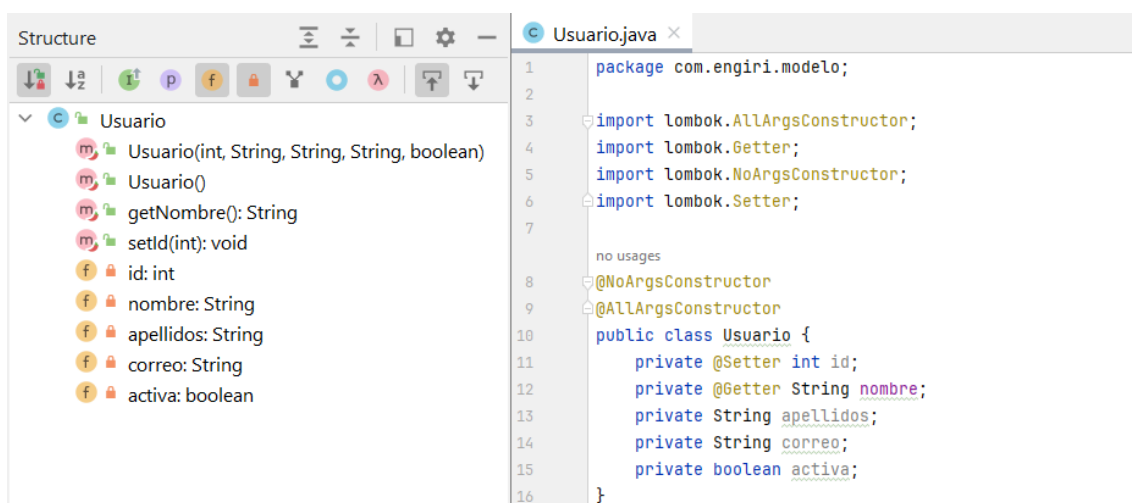 Structure
Usuario
Usuario(int, String, String, String, boolean)
Usuario()
getNombre(): String
setId(int): void
id: int
nombre: String
apellidos: String
correo: String
activa: boolean
Usuario.java
1 package com.engiri.modelo;
2
3 import lombok.AllArgsConstructor;
4 import lombok.Getter;
5 import lombok.NoArgsConstructor;
6 import lombok.Setter;
7
no usages
8 @NoArgsConstructor
9 @AllArgsConstructor
10 public class Usuario {
11 private @Setter int id;
12 private @Getter String nombre;
13 private String apellidos;
14 private String correo;
15 private boolean activa;
16 }